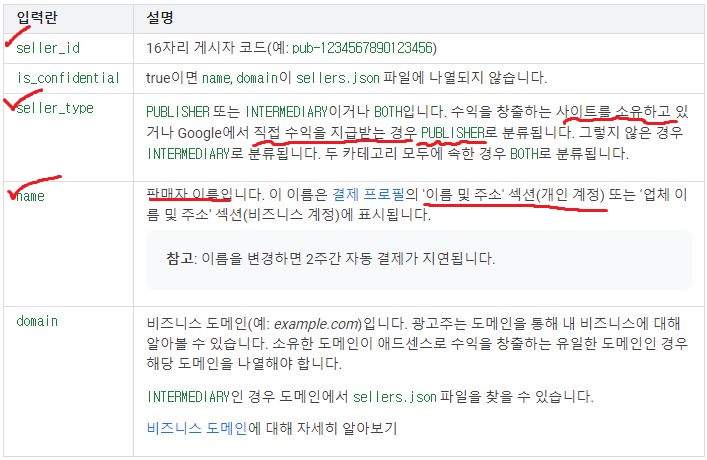 입력란 설명
seller_id 16자리 게시자 코드(예: pub-1234567890123456)
is_confidential true이면 name, domain이 sellers.json 파일에 나열되지 않습니다.
seller_type PUBLISHER 또는 INTERMEDIARY이거나 BOTH입니다. 수익을 창출하는 사이트를 소유하고 있
거나 Google에서 직접 수익을 지급받는 경우 PUBLISHER로 분류됩니다. 그렇지 않은 경우
INTERMEDIARY로 분류됩니다. 두 카테고리 모두에 속한 경우 BOTH로 분류됩니다.
name 판매자 이름입니다. 이 이름은 결제 프로필의 '이름 및 주소' 섹션(개인 계정) 또는 '업체 이
름 및 주소' 섹션(비즈니스 계정)에 표시됩니다.
참고: 이름을 변경하면 2주간 자동 결제가 지연됩니다.
domain 비즈니스 도메인(예: example.com)입니다. 광고주는 도메인을 통해 내 비즈니스에 대해
알아볼 수 있습니다. 소유한 도메인이 애드센스로 수익을 창출하는 유일한 도메인인 경우
해당 도메인을 나열해야 합니다.
INTERMEDIARY인 경우 도메인에서 sellers.json 파일을 찾을 수 있습니다.
비즈니스 도메인에 대해 자세히 알아보기